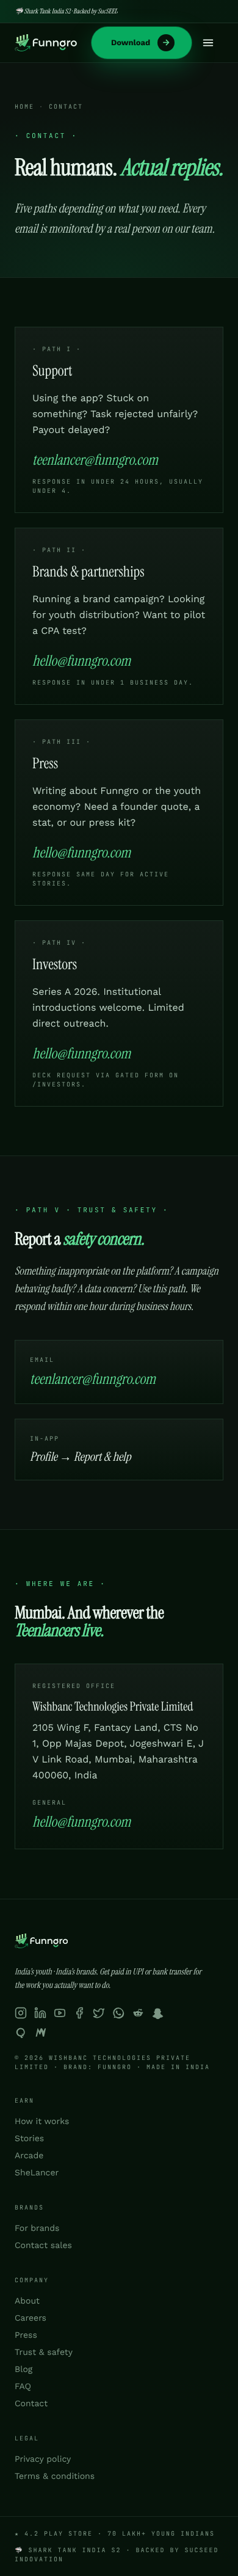 🦈 Shark Tank India S2 · Backed by SucSEED
Funngro
Download
HOME · CONTACT
· CONTACT ·
Real humans. Actual replies.
Five paths depending on what you need. Every
email is monitored by a real person on our team.
· PATH I ·
Support
Using the app? Stuck on
something? Task rejected unfairly?
Payout delayed?
teenlancer@funngro.com
RESPONSE IN UNDER 24 HOURS, USUALLY
UNDER 4.
· PATH II ·
Brands & partnerships
Running a brand campaign? Looking
for youth distribution? Want to pilot
a CPA test?
hello@funngro.com
RESPONSE IN UNDER 1 BUSINESS DAY.
· PATH III ·
Press
Writing about Funngro or the youth
economy? Need a founder quote, a
stat, or our press kit?
hello@funngro.com
RESPONSE SAME DAY FOR ACTIVE
STORIES.
· PATH IV ·
Investors
Series A 2026. Institutional
introductions welcome. Limited
direct outreach.
hello@funngro.com
DECK REQUEST VIA GATED FORM ON
/INVESTORS.
· PATH V · TRUST & SAFETY ·
Report a safety concern.
Something inappropriate on the platform? A campaign
behaving badly? A data concern? Use this path. We
respond within one hour during business hours.
EMAIL
teenlancer@funngro.com
IN-APP
Profile → Report & help
· WHERE WE ARE ·
Mumbai. And wherever the
Teenlancers live.
REGISTERED OFFICE
Wishbanc Technologies Private Limited
2105 Wing F, Fantacy Land, CTS No
1, Opp Majas Depot, Jogeshwari E, J
V Link Road, Mumbai, Maharashtra
400060, India
GENERAL
hello@funngro.com
Funngro
India's youth · India's brands. Get paid in UPI or bank transfer for
the work you actually want to do.
© 2026 WISHBANC TECHNOLOGIES PRIVATE
LIMITED · BRAND: FUNNGRO · MADE IN INDIA
EARN
How it works
Stories
Arcade
SheLancer
BRANDS
For brands
Contact sales
COMPANY
About
Careers
Press
Trust & safety
Blog
FAQ
Contact
LEGAL
Privacy policy
Terms & conditions
★ 4.2 PLAY STORE · 70 LAKH+ YOUNG INDIANS
🦈 SHARK TANK INDIA S2 · BACKED BY SUCSEED
INDOVATION